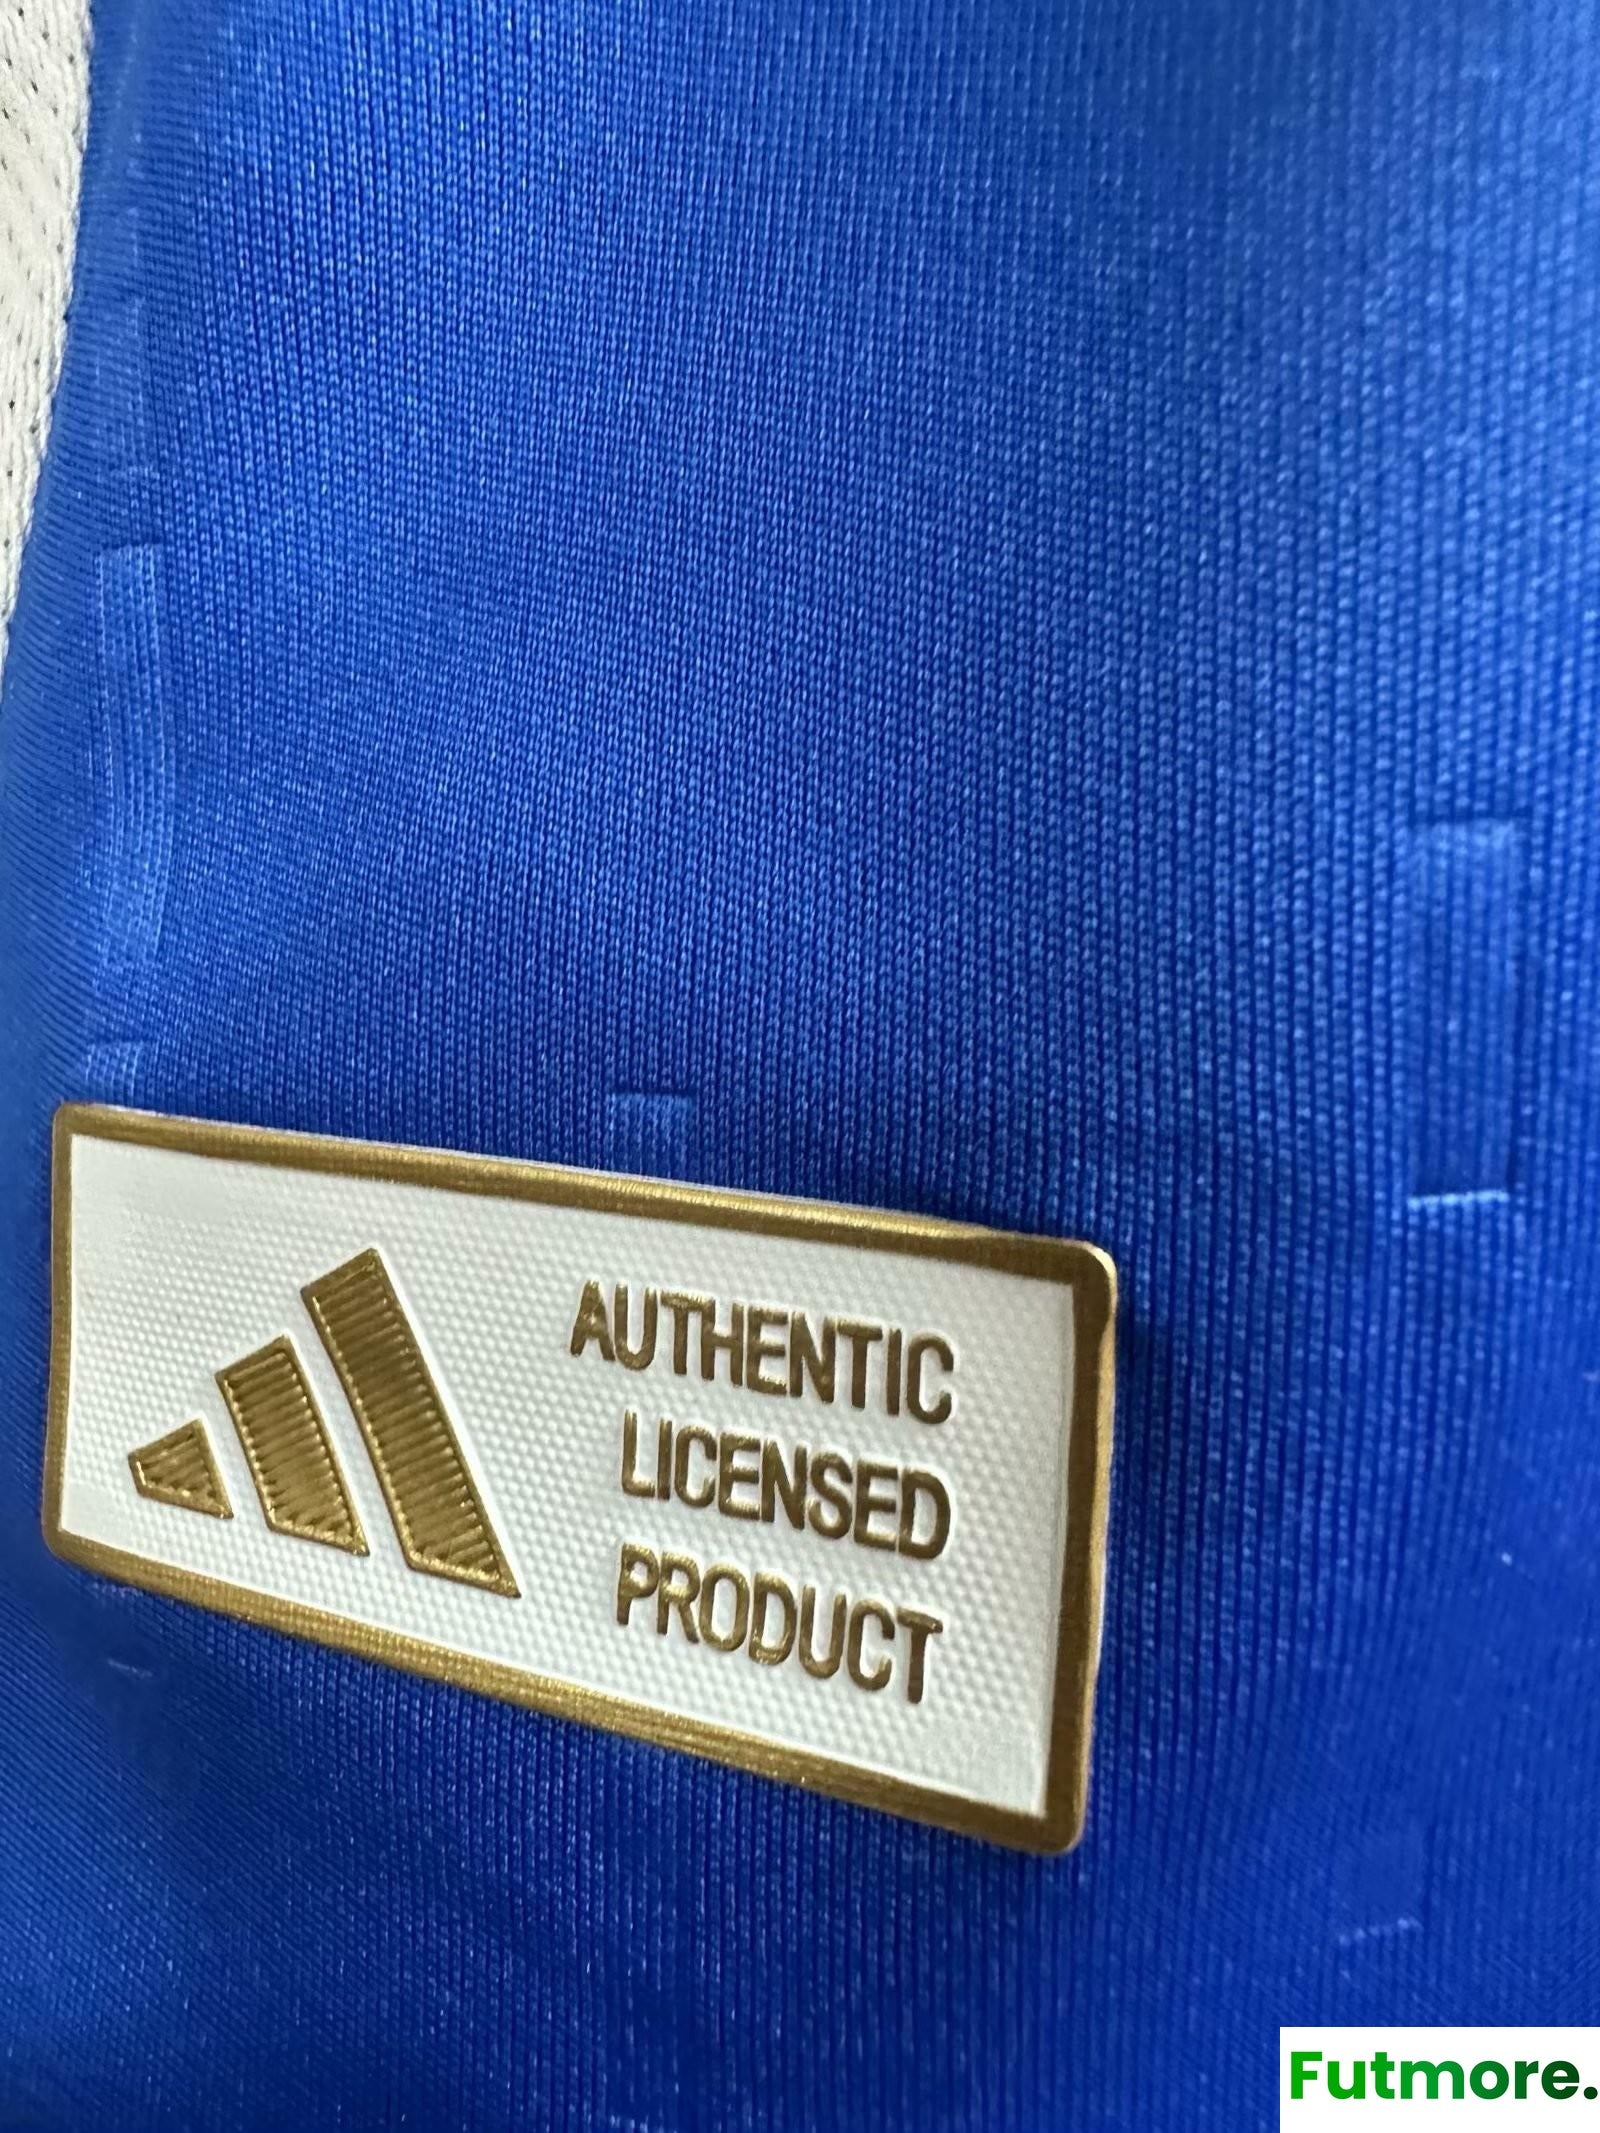 AUTHENTIC
LICENSED
PRODUCT
Futmore.